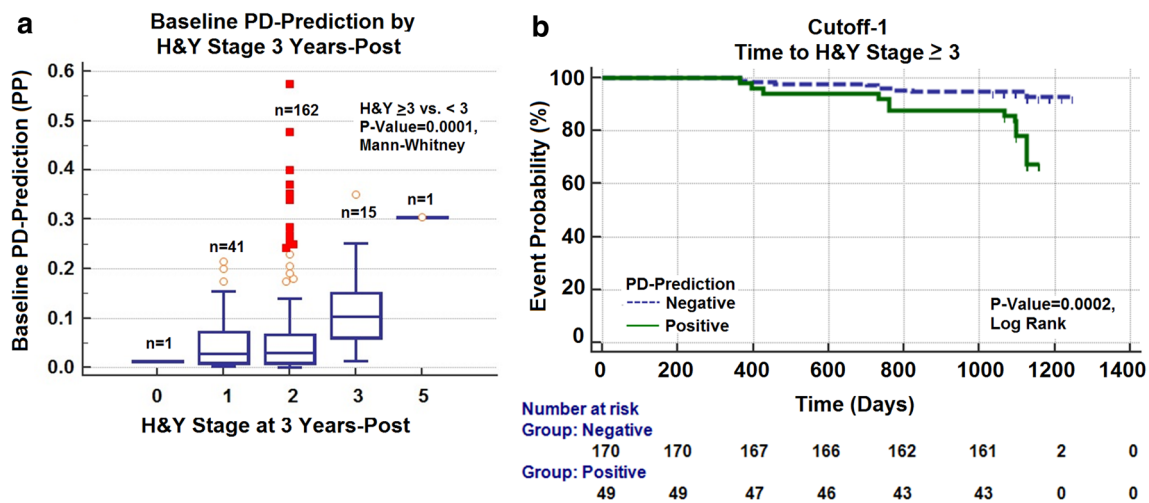 a
Baseline PD-Prediction by
H&Y Stage 3 Years-Post
Baseline PD-Prediction (PP)
0.6
0.5
0.4
0.3
0.2
0.1
0.0
n=1
n=41
n=162
n=15
n=1
H&Y ≥3 vs. < 3
P-Value=0.0001,
Mann-Whitney
0 1 2 3 5
H&Y Stage at 3 Years-Post
b
Cutoff-1
Time to H&Y Stage ≥ 3
Event Probability (%)
100
80
60
40
20
0
PD-Prediction
Negative
Positive
P-Value=0.0002,
Log Rank
0 200 400 600 800 1000 1200 1400
Time (Days)
Number at risk
Group: Negative
170 170 167 166 162 161 2 0
Group: Positive
49 49 47 46 43 43 0 0